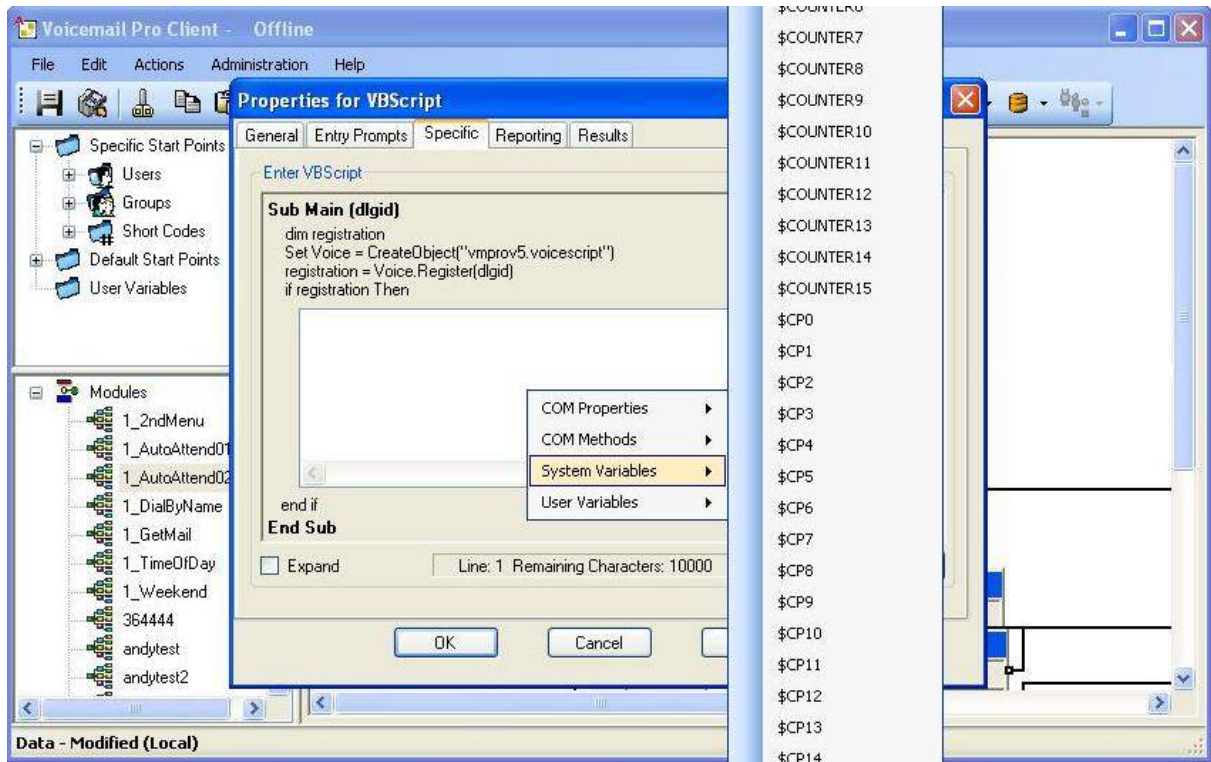 Voicemail Pro Client - Offline
File Edit Actions Administration Help
Specific Start Points
Users
Groups
Short Codes
Default Start Points
User Variables
Modules
1_2ndMenu
1_AutoAttend01
1_AutoAttend02
1_DialByName
1_GetMail
1_TimeOfDay
1_Weekend
364444
andytest
andytest2
Data - Modified (Local)
Properties for VBScript
General Entry Prompts Specific Reporting Results
Enter VBScript
Sub Main (dlgid)
dim registration
Set Voice = CreateObject("vmprov5.voicescript")
registration = Voice.Register(dlgid)
if registration Then
end if
End Sub
Expand
Line: 1 Remaining Characters: 10000
OK Cancel
COM Properties
COM Methods
System Variables
User Variables
$COUNTER6
$COUNTER7
$COUNTER8
$COUNTER9
$COUNTER10
$COUNTER11
$COUNTER12
$COUNTER13
$COUNTER14
$COUNTER15
$CP0
$CP1
$CP2
$CP3
$CP4
$CP5
$CP6
$CP7
$CP8
$CP9
$CP10
$CP11
$CP12
$CP13
$CP14